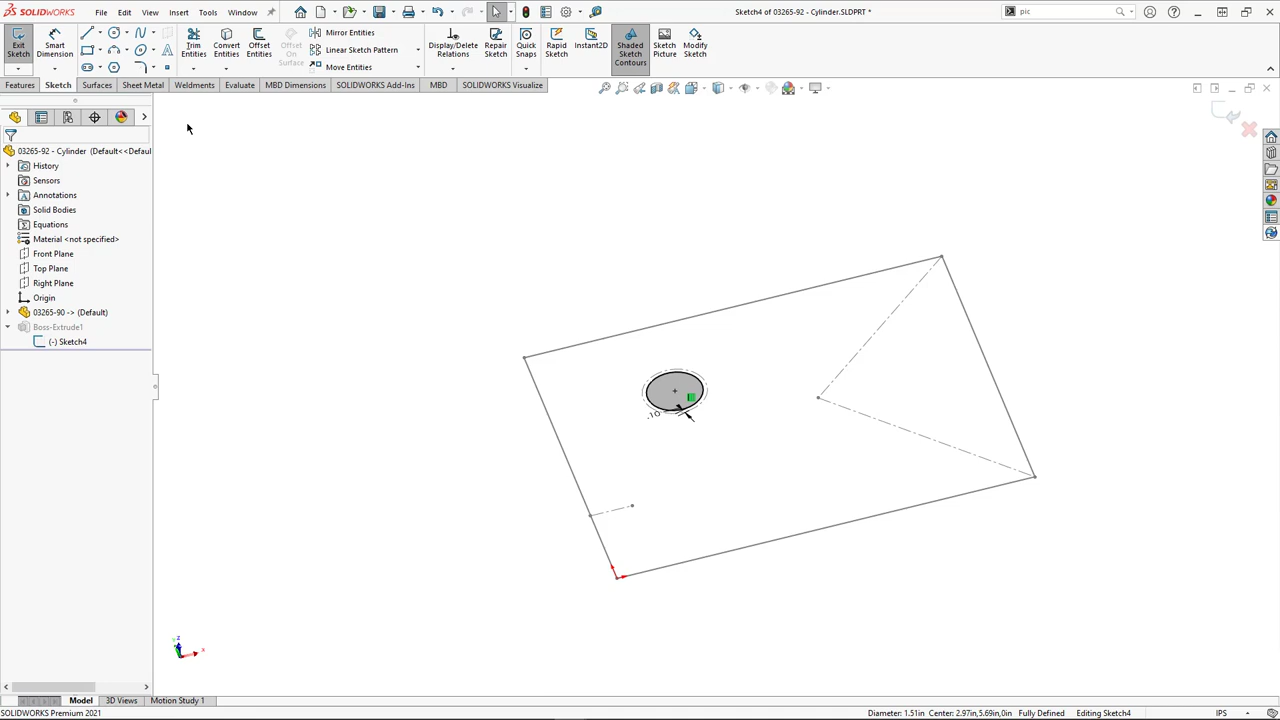 SOLIDWORKS File Edit View Insert Tools Window Sketch4 of 03265-92 - Cylinder.SLDPRT * pic
Exit Sketch
Smart Dimension
Trim Entities
Convert Entities
Offset Entities
Offset On Surface
Mirror Entities
Linear Sketch Pattern
Move Entities
Display/Delete Relations
Repair Sketch
Quick Snaps
Rapid Sketch
Instant2D
Shaded Sketch Contours
Sketch Picture
Modify Sketch
Features Sketch Surfaces Sheet Metal Weldments Evaluate MBD Dimensions SOLIDWORKS Add-Ins MBD SOLIDWORKS Visualize
03265-92 - Cylinder (Default<<Defaul
History
Sensors
Annotations
Solid Bodies
Equations
Material <not specified>
Front Plane
Top Plane
Right Plane
Origin
03265-90 -> (Default)
Boss-Extrude1
(-) Sketch4
.10
z
x
Model 3D Views Motion Study 1
SOLIDWORKS Premium 2021 Diameter: 1.51in Center: 2.97in,5.69in,0in Fully Defined Editing Sketch4 IPS